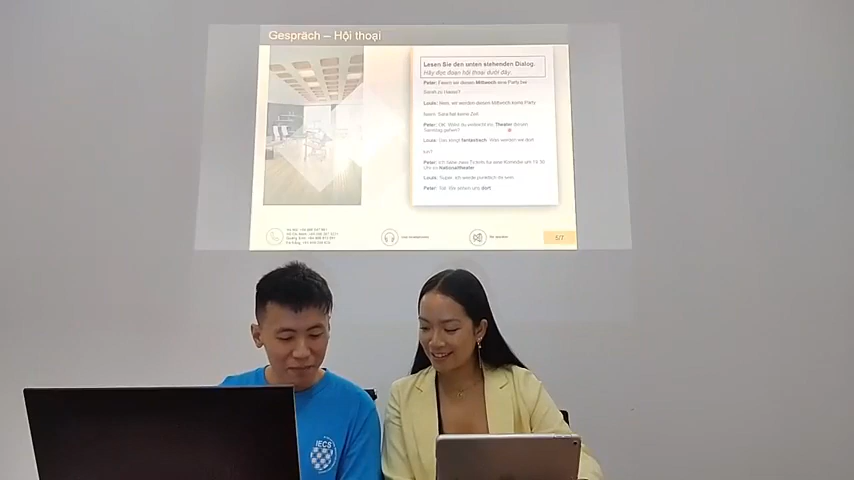 Gespräch – Hội thoại
Lesen Sie den unten stehenden Dialog.
Hãy đọc đoạn hội thoại dưới đây.
Peter: diesen Mittwoch eine Party bei
Sarah zu Hause?
Louis: Nein, wir werden diesen Mittwoch keine Party
feiern. Sara hat keine Zeit.
Peter: OK. Willst du vielleicht ins Theater diesen
Samstag gehen?
Louis: Das klingt fantastisch. Was werden wir dort
tun?
Peter: Ich habe zwei Tickets für eine Komödie um 19.30
Uhr im Nationaltheater.
Louis: Super. Ich werde pünktlich da sein.
Peter: Toll. Wir sehen uns dort.
5/7
IECS